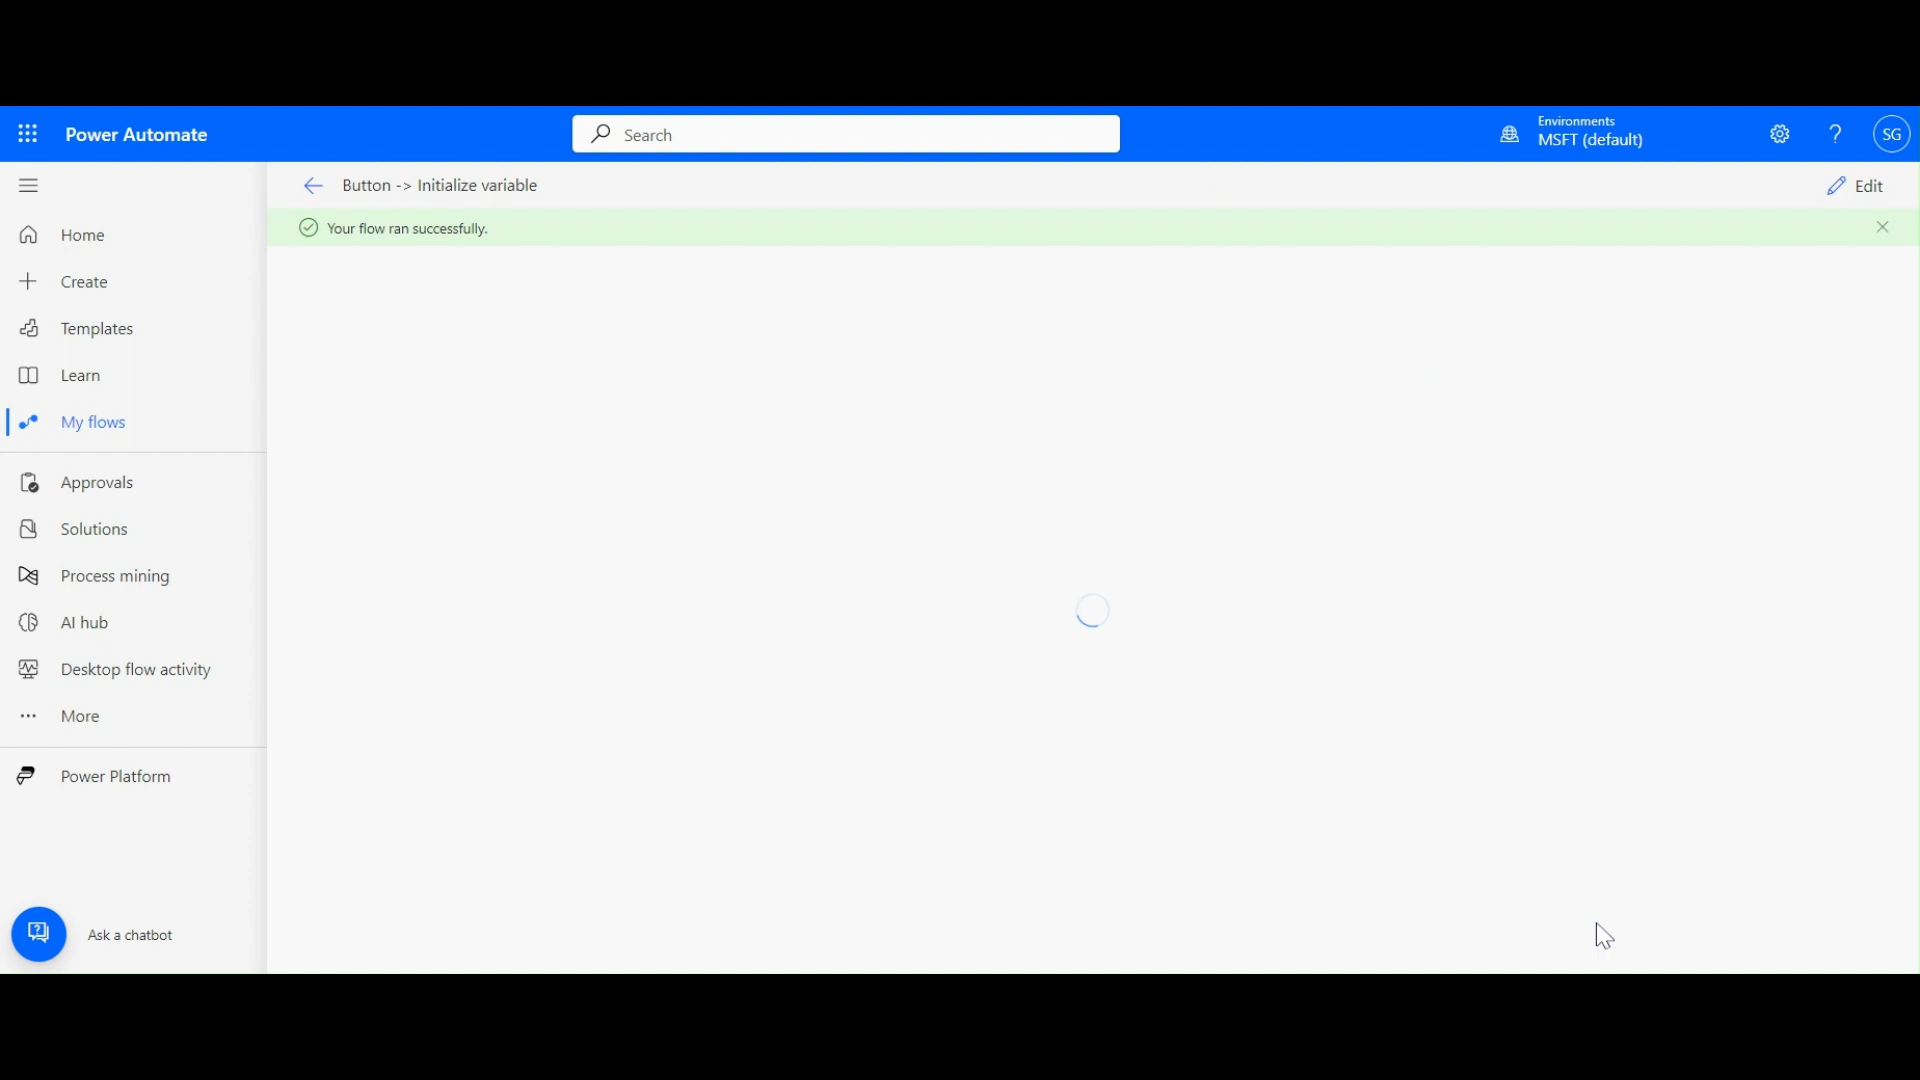 Power Automate
Search
Environments
MSFT (default)
?
SG
Button -> Initialize variable
Edit
Your flow ran successfully.
Home
Create
Templates
Learn
My flows
Approvals
Solutions
Process mining
AI hub
Desktop flow activity
More
Power Platform
Ask a chatbot